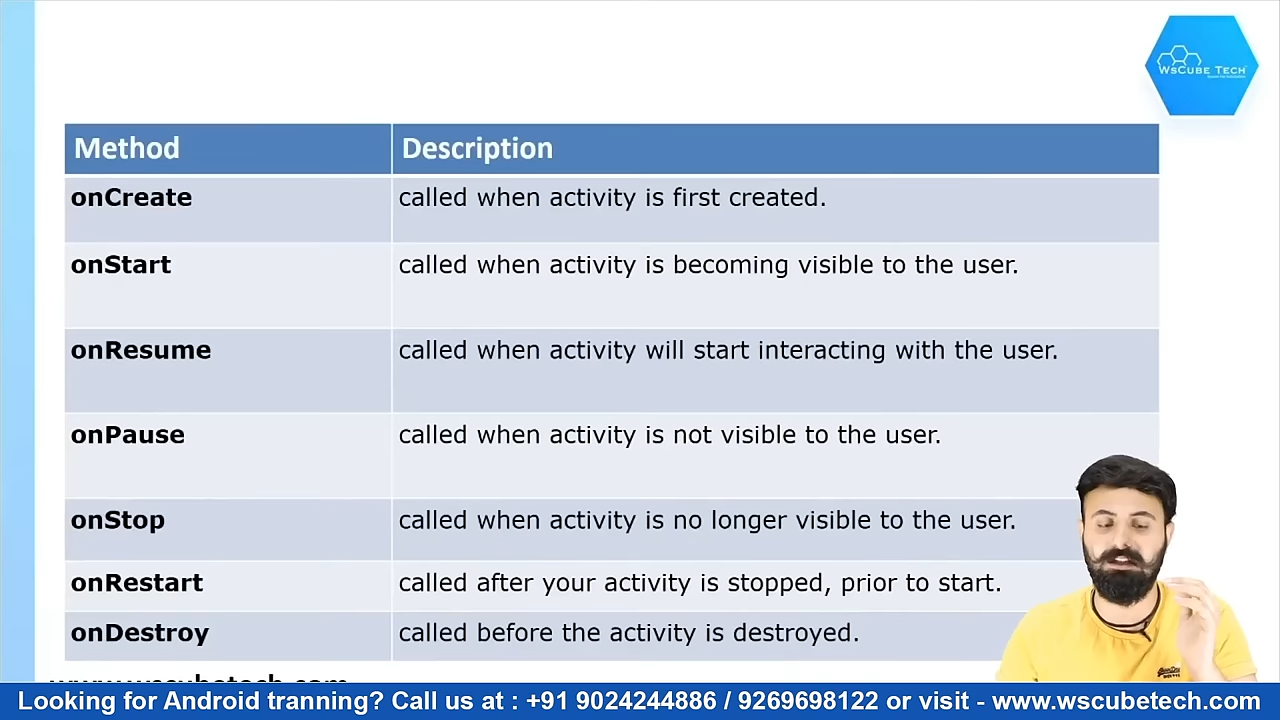 WsCube Tech
Method Description
onCreate called when activity is first created.
onStart called when activity is becoming visible to the user.
onResume called when activity will start interacting with the user.
onPause called when activity is not visible to the user.
onStop called when activity is no longer visible to the user.
onRestart called after your activity is stopped, prior to start.
onDestroy called before the activity is destroyed.
www.wscubetech.com
Looking for Android tranning? Call us at : +91 9024244886 / 9269698122 or visit - www.wscubetech.com